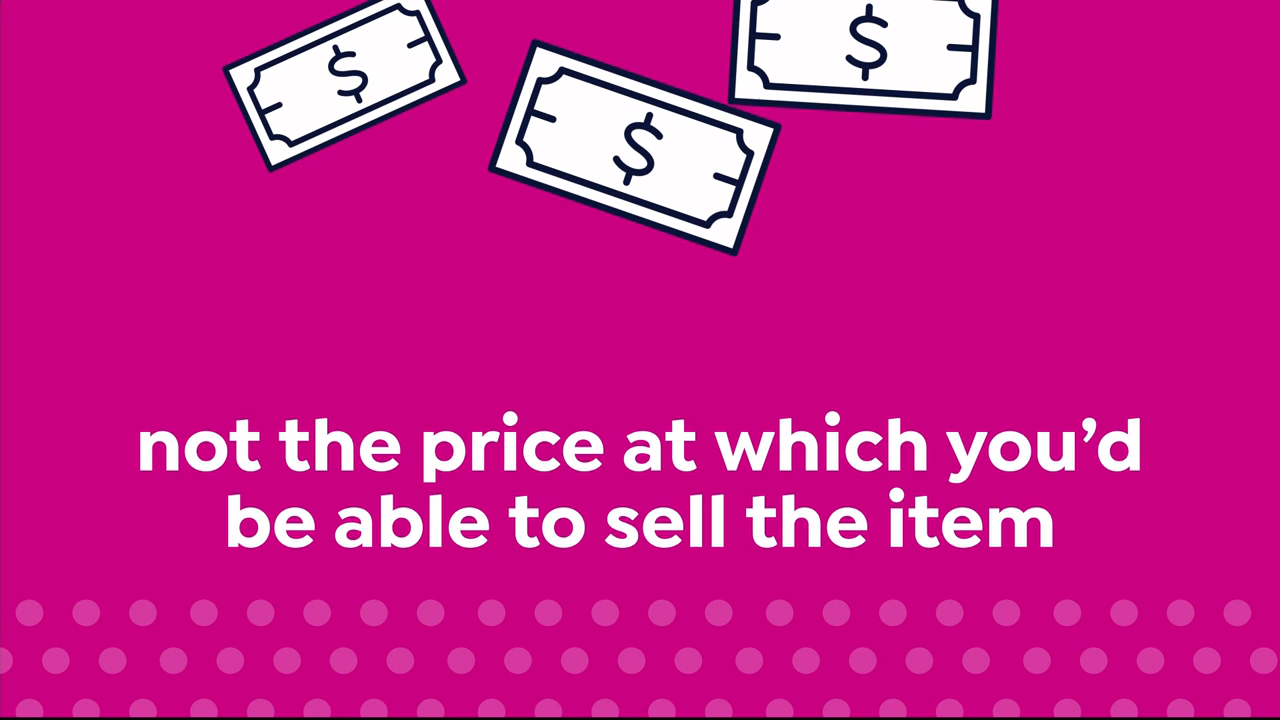 $
$
$
not the price at which you’d
be able to sell the item